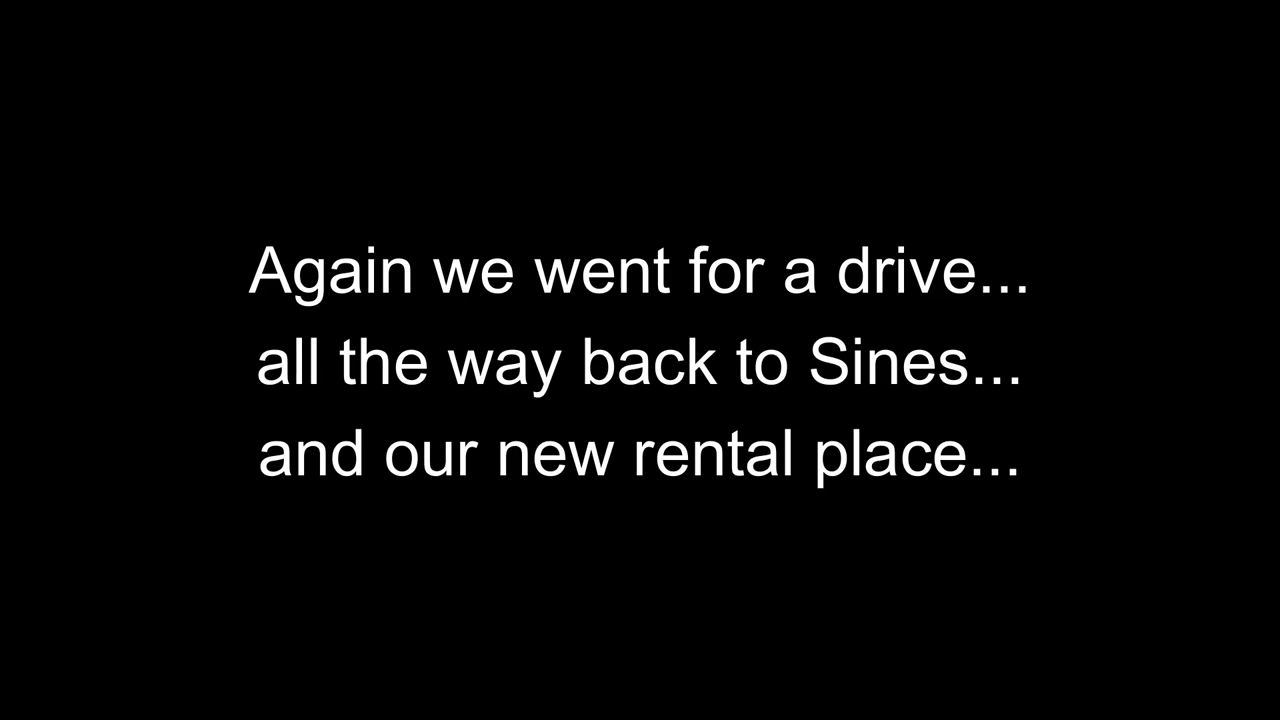 Again we went for a drive...
all the way back to Sines...
and our new rental place...